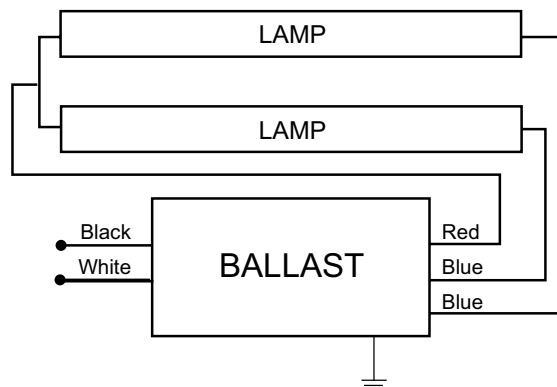 LAMP
LAMP
Black
Red
White
BALLAST
Blue
Blue